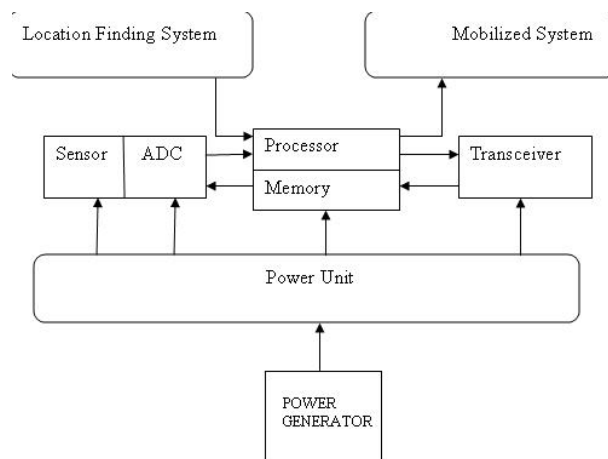 Location Finding System
Mobilized System
Sensor
ADC
Processor
Memory
Transceiver
Power Unit
POWER
GENERATOR